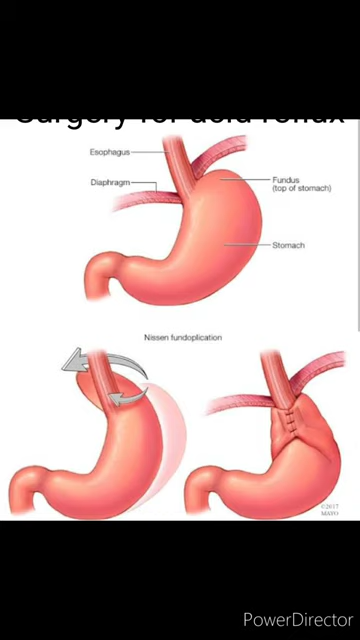 Surgery for acid reflux
Esophagus
Diaphragm
Fundus
(top of stomach)
Stomach
Nissen fundoplication
©2017
MAYO
PowerDirector